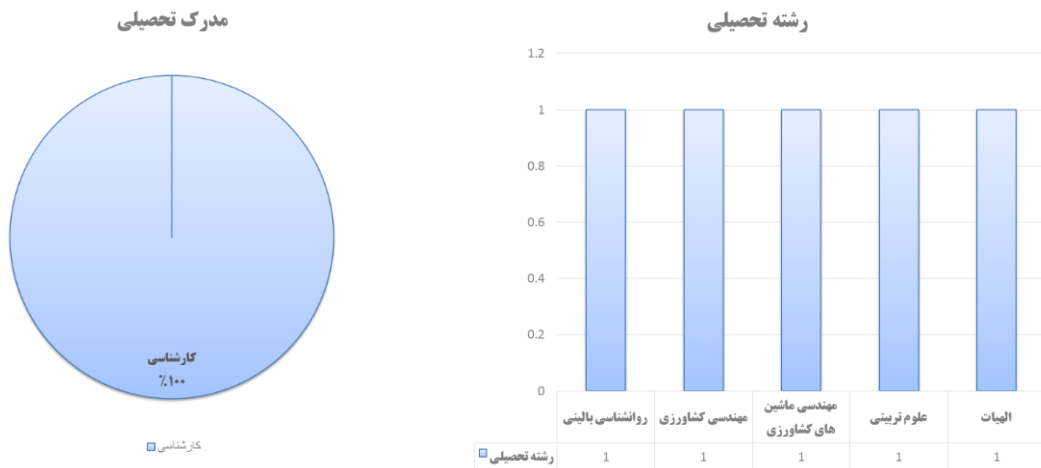 مدرک تحصیلی
کارشناسی
٪۱۰۰
کارشناسی
رشته تحصیلی
1.2
1
0.8
0.6
0.4
0.2
0
روانشناسی بالینی
مهندسی کشاورزی
مهندسی ماشین
های کشاورزی
علوم تربیتی
الهیات
رشته تحصیلی
1
1
1
1
1